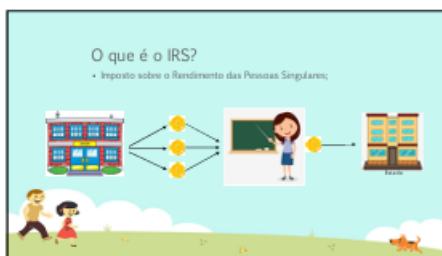 O que é o IRS?
• Imposto sobre o Rendimento das Pessoas Singulares;